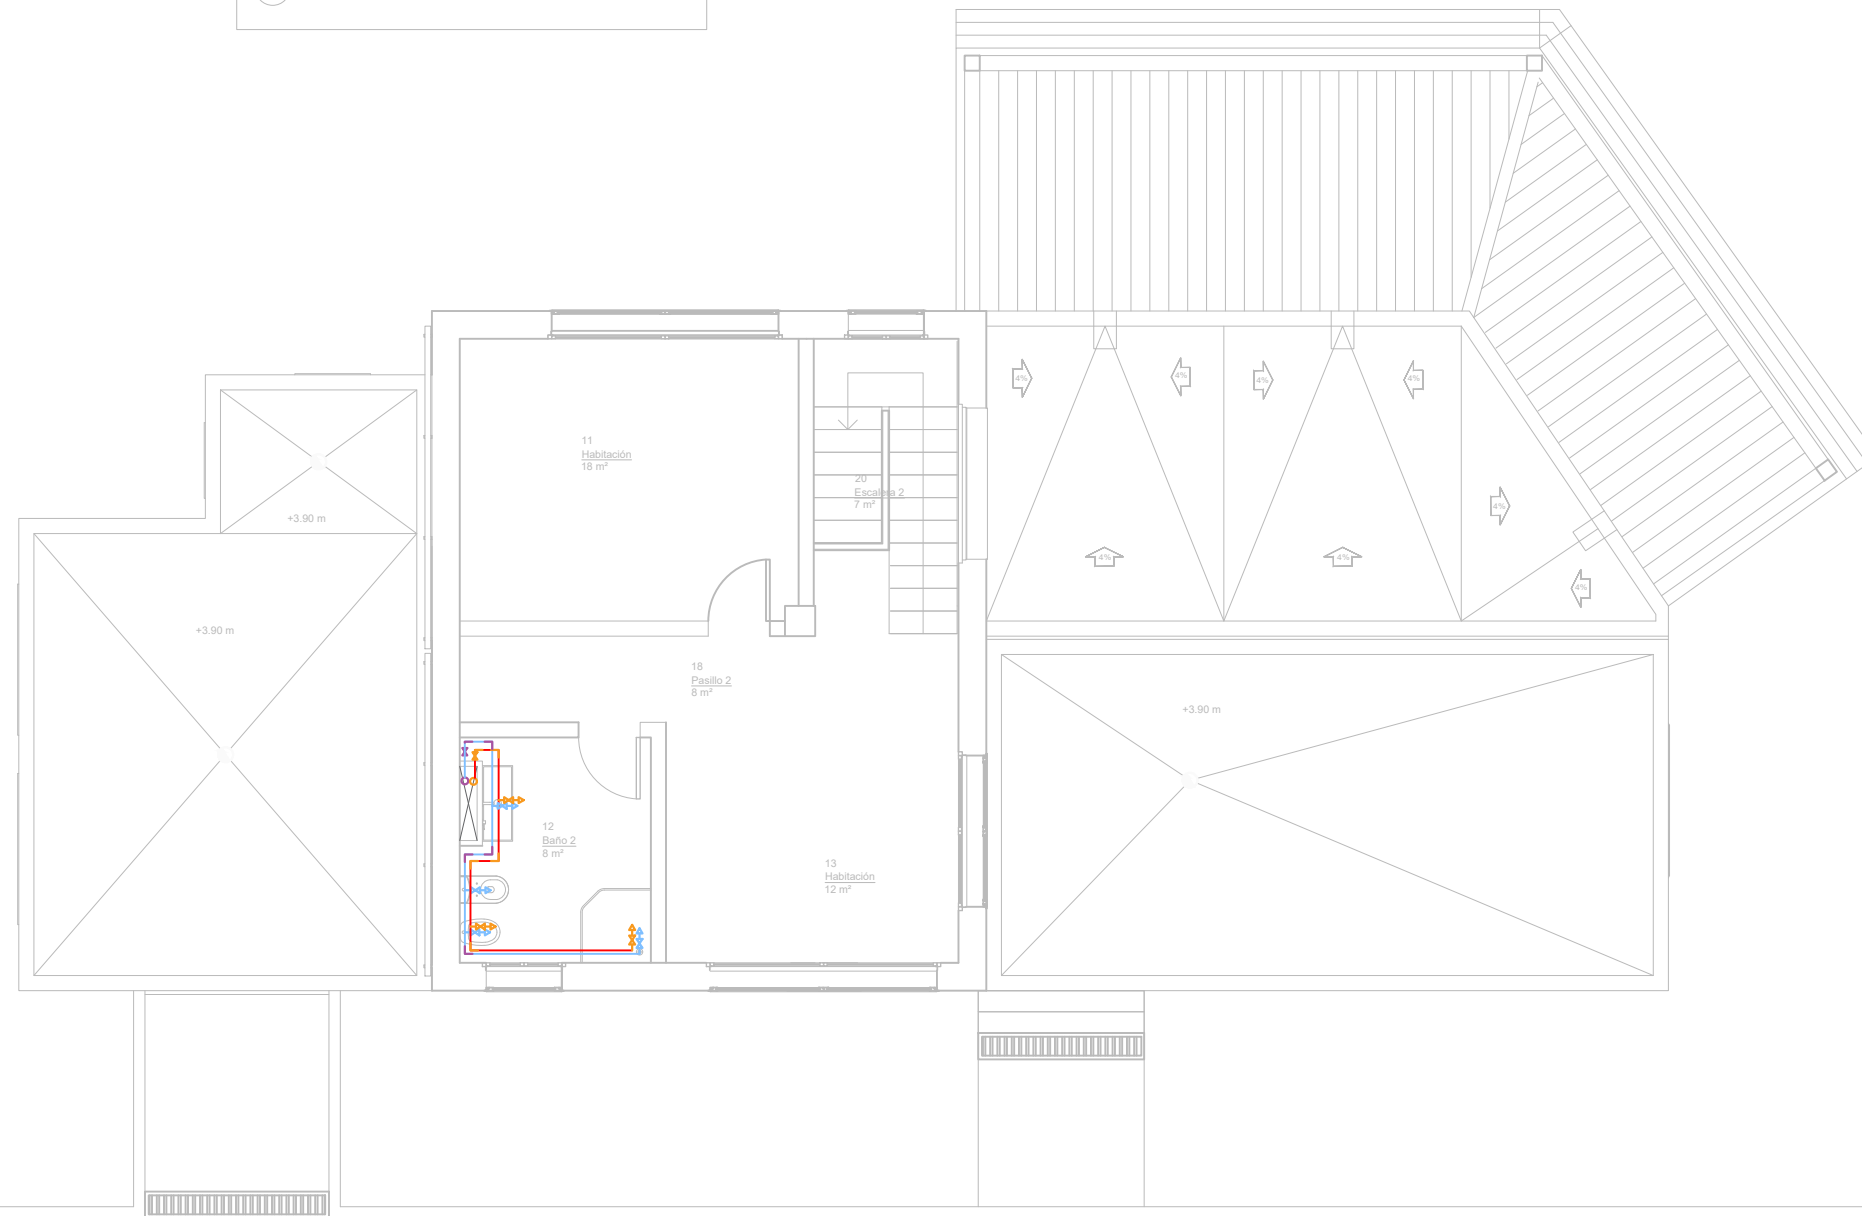 4%
4%
4%
4%
11
Habitación
18 m²
20
Escalera 2
7 m²
4%
+3.90 m
4%
4%
4%
+3.90 m
18
Pasillo 2
8 m²
+3.90 m
12
Baño 2
8 m²
13
Habitación
12 m²